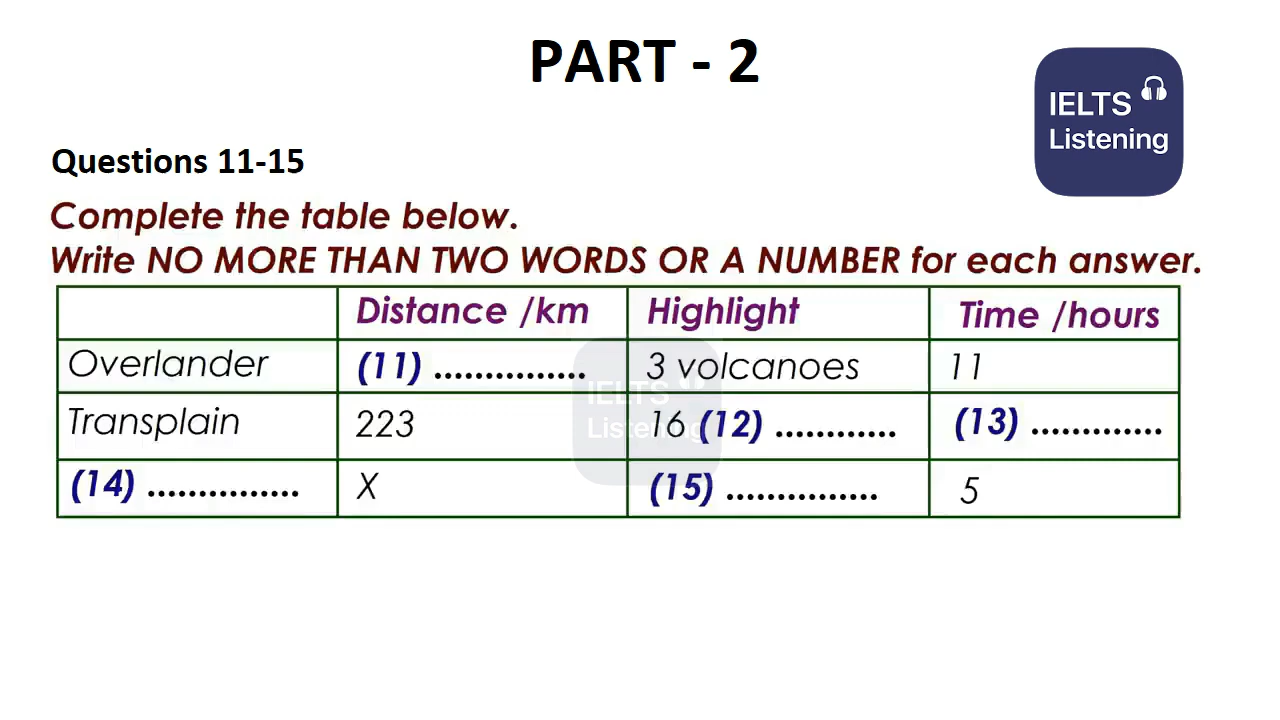 PART - 2
IELTS
Listening
Questions 11-15
Complete the table below.
Write NO MORE THAN TWO WORDS OR A NUMBER for each answer.
Distance /km Highlight Time /hours
Overlander (11) ............... 3 volcanoes 11
Transplain 223 16 (12) ............ (13) .............
(14) ............... X (15) ............... 5
IELTS
Listening